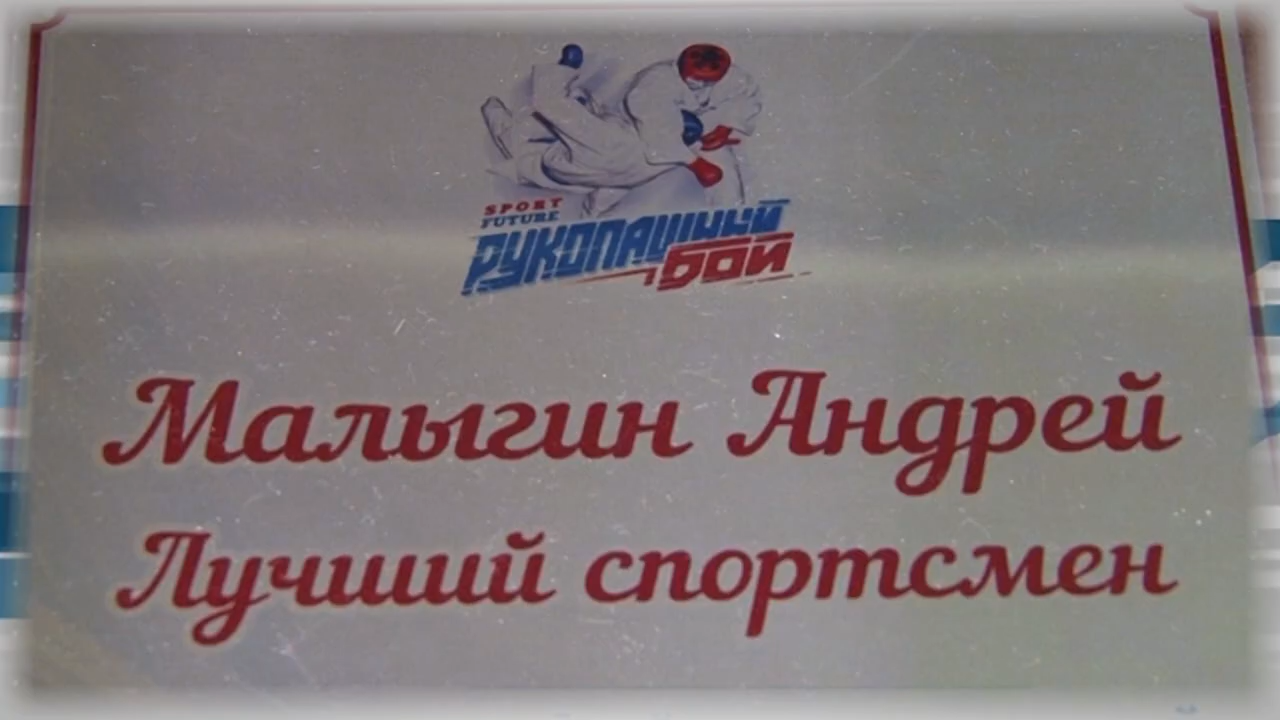 SPORT
FUTURE
РУКОПАШНЫЙ
БОЙ
Малыгин Андрей
Лучший спортсмен